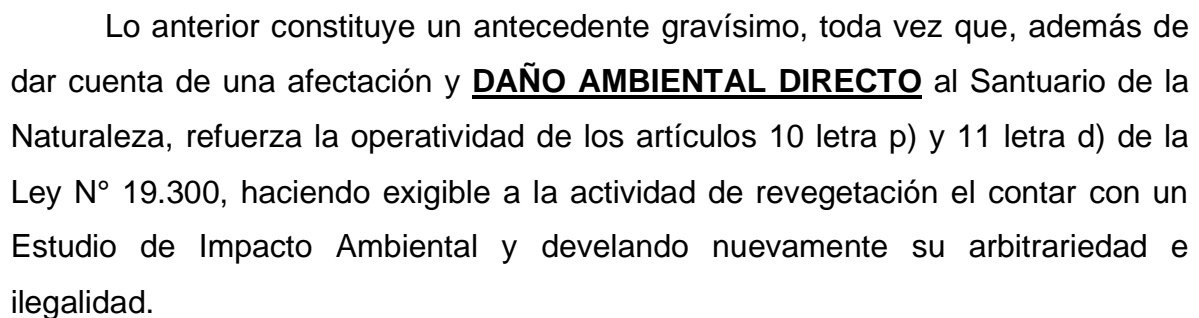 Lo anterior constituye un antecedente gravísimo, toda vez que, además de
dar cuenta de una afectación y DAÑO AMBIENTAL DIRECTO al Santuario de la
Naturaleza, refuerza la operatividad de los artículos 10 letra p) y 11 letra d) de la
Ley N° 19.300, haciendo exigible a la actividad de revegetación el contar con un
Estudio de Impacto Ambiental y develando nuevamente su arbitrariedad e
ilegalidad.